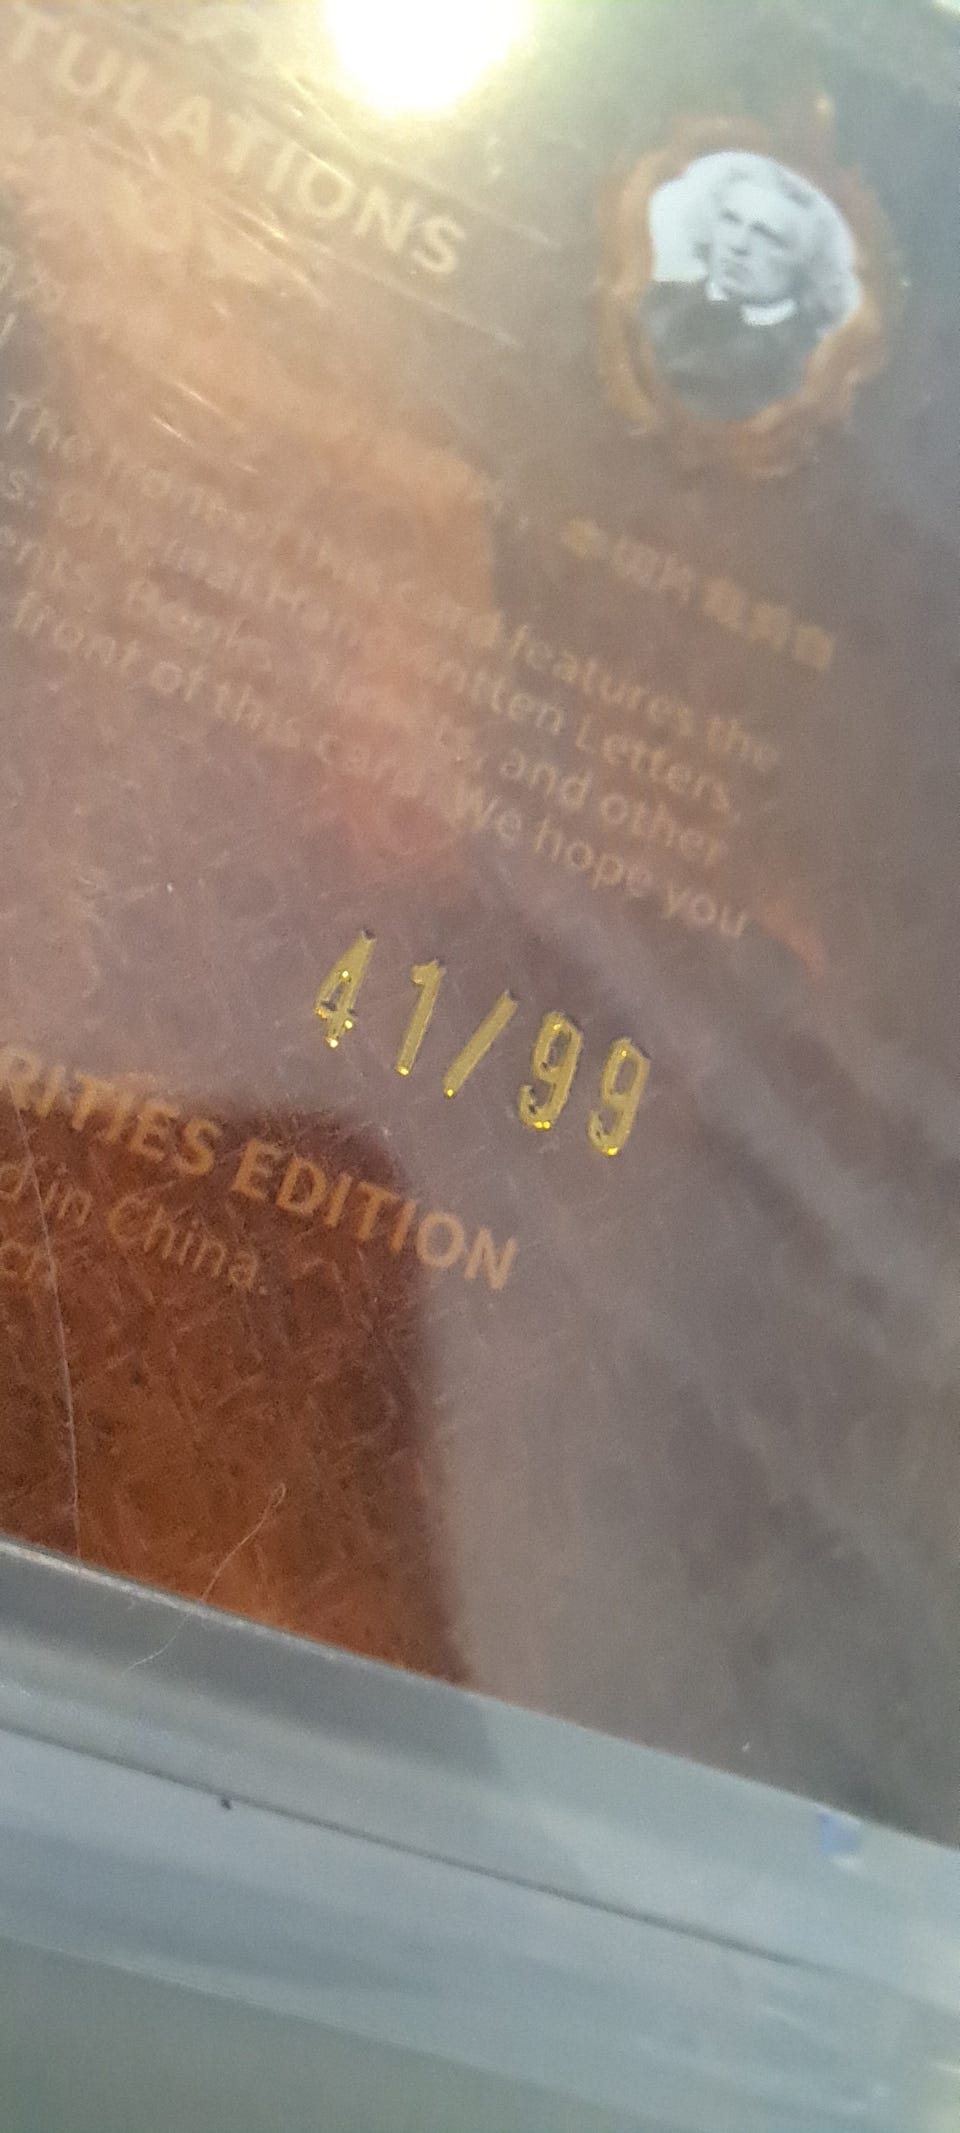 TULATIONS
The front of this card features the
s. Original Handwritten Letters,
ents, Books, and other
front of this card. We hope you
41/99
RITIES EDITION
d in China.